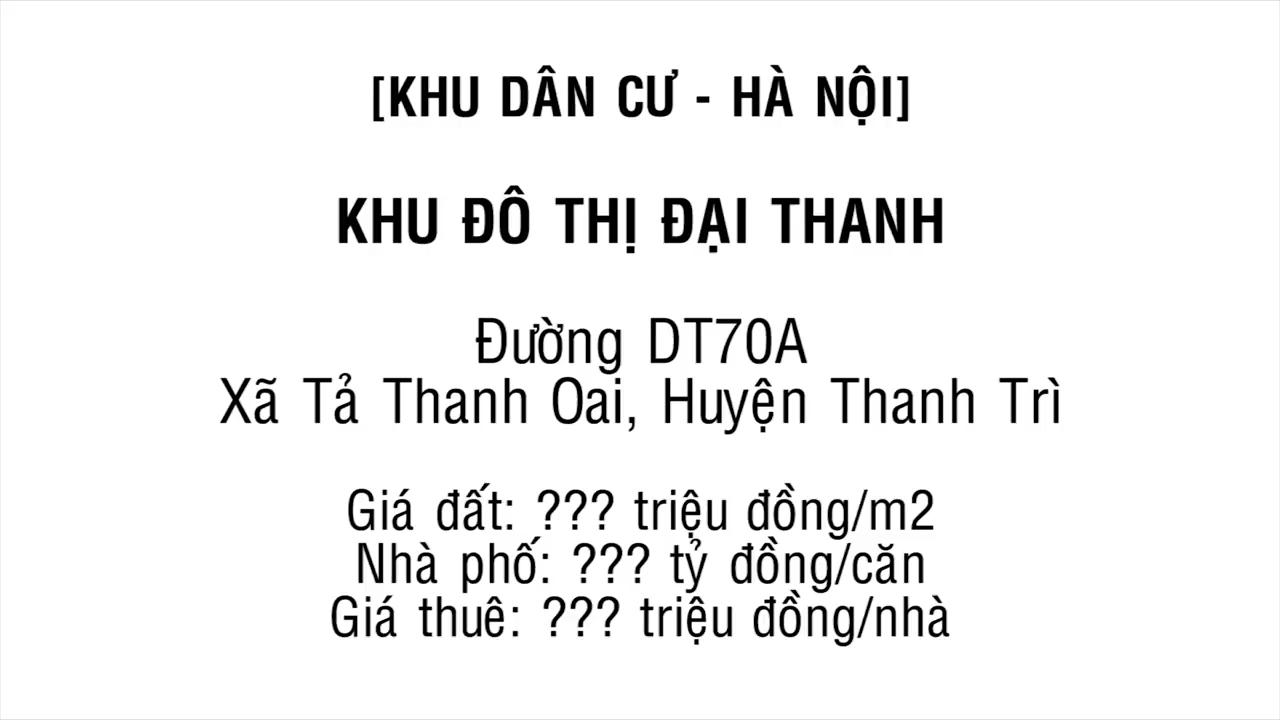 [KHU DÂN CƯ - HÀ NỘI]
KHU ĐÔ THỊ ĐẠI THANH
Đường DT70A
Xã Tả Thanh Oai, Huyện Thanh Trì
Giá đất: ??? triệu đồng/m2
Nhà phố: ??? tỷ đồng/căn
Giá thuê: ??? triệu đồng/nhà